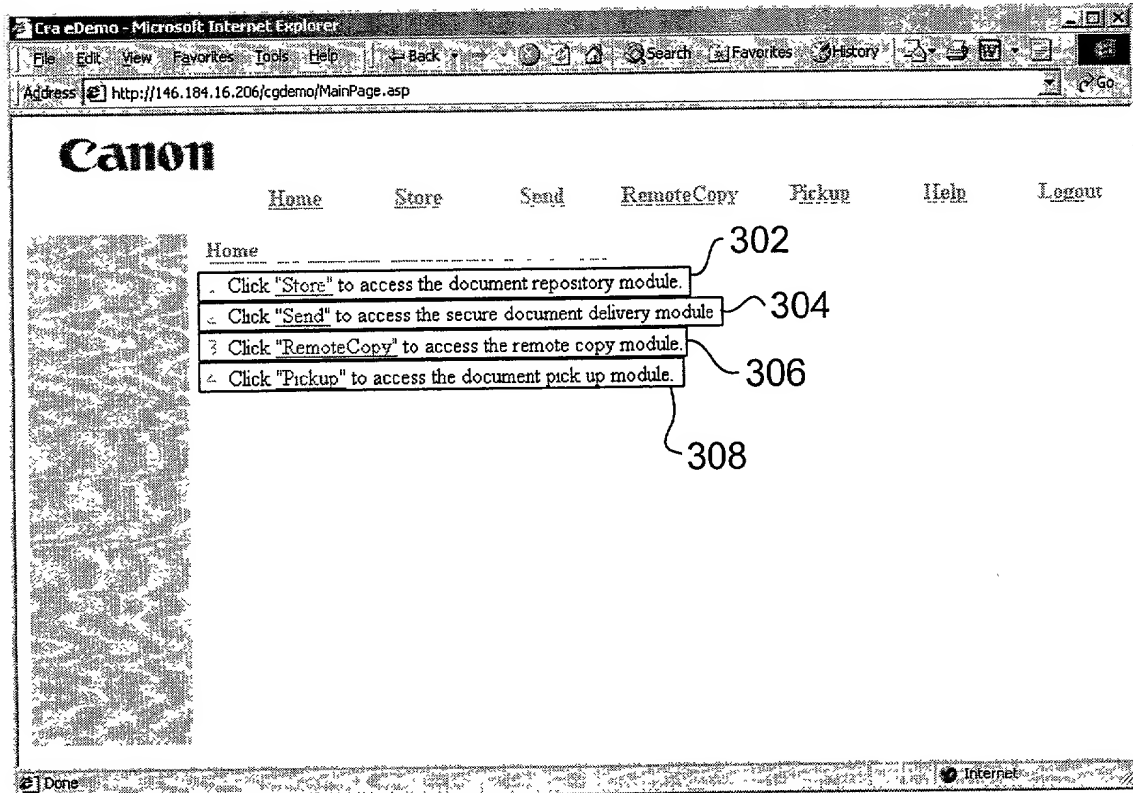 Cra eDemo - Microsoft Internet Explorer
File Edit View Favorites Tools Help Back Search Favorites History
Address http://146.184.16.206/cgdemo/MainPage.asp Go
Canon
Home Store Send RemoteCopy Pickup Help Logout
Home
302
Click "Store" to access the document repository module.
Click "Send" to access the secure document delivery module 304
3 Click "RemoteCopy" to access the remote copy module.
Click "Pickup" to access the document pick up module. 306
308
Done Internet